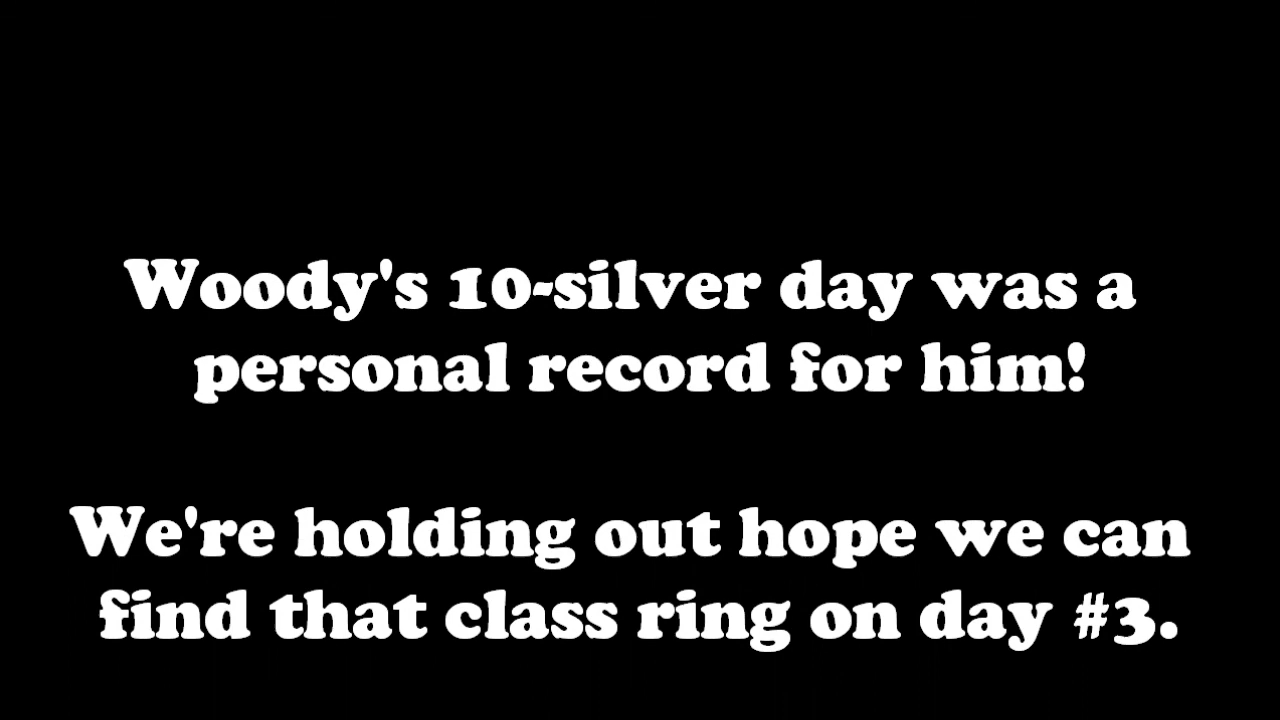 Woody's 10-silver day was a
personal record for him!
We're holding out hope we can
find that class ring on day #3.